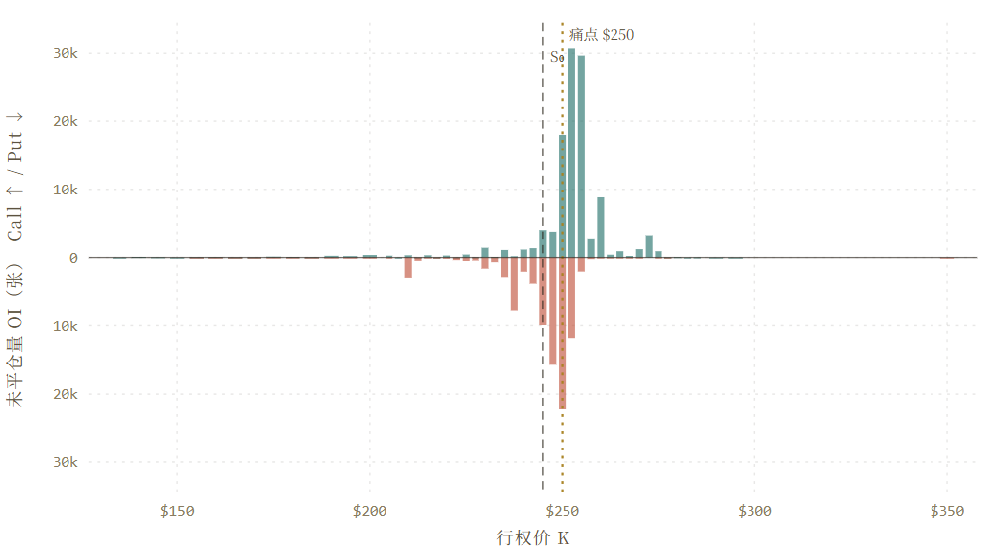 痛点 $250
S₀
30k
20k
10k
0
10k
20k
30k
未平仓量 OI（张） Call ↑ / Put ↓
$150
$200
$250
$300
$350
行权价 K